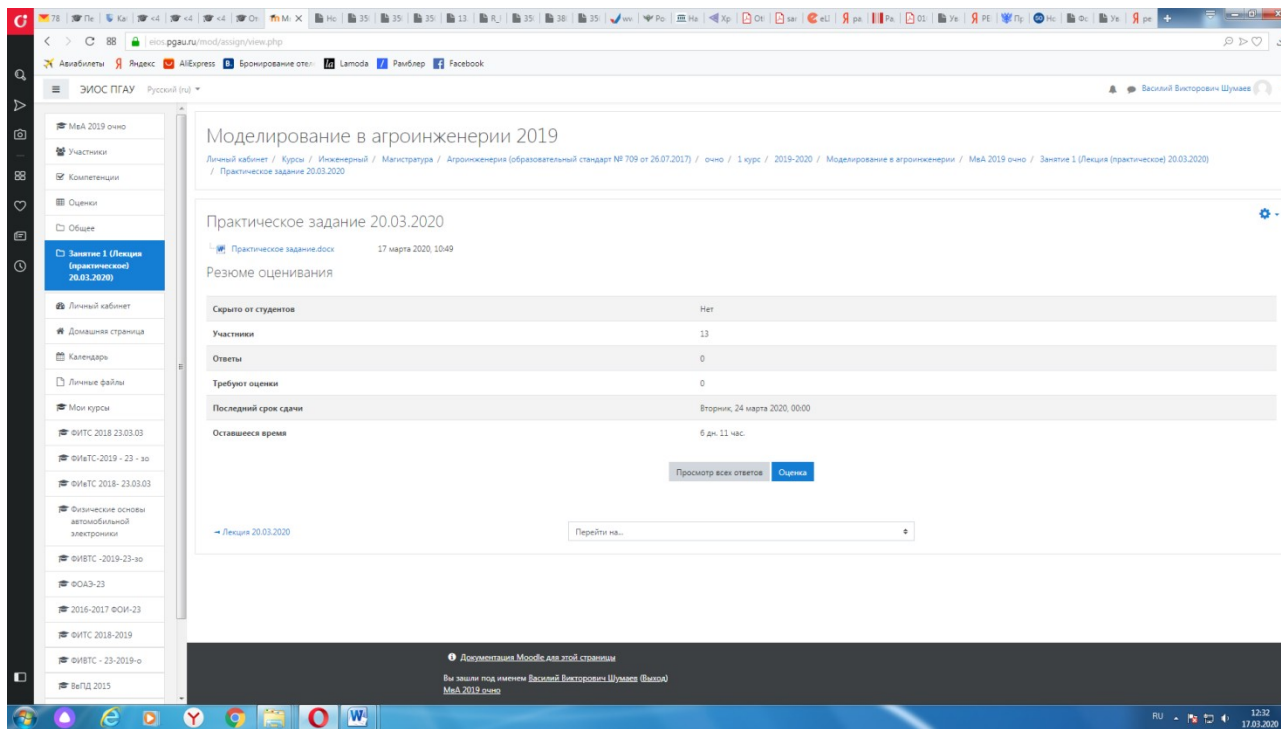 88
eios.pgau.ru/mod/assign/view.php
Авиабилеты Яндекс AliExpress Бронирование отел Lamoda Рамблер Facebook
ЭИОС ПГАУ Русский (ru)
Василий Викторович Шумаев
МвА 2019 очно
Участники
Компетенции
Оценки
Общее
Занятие 1 (Лекция
(практическое)
20.03.2020)
Личный кабинет
Домашняя страница
Календарь
Личные файлы
Мои курсы
ФИТС 2018 23.03.03
ФИвТС-2019 - 23 - зо
ФИвТС 2018- 23.03.03
Физические основы
автомобильной
электроники
ФИВТС -2019-23-зо
ФОАЭ-23
2016-2017 ФОИ-23
ФИТС 2018-2019
ФИВТС - 23-2019-о
ВеПД 2015
Моделирование в агроинженерии 2019
Личный кабинет / Курсы / Инженерный / Магистратура / Агроинженерия (образовательный стандарт № 709 от 26.07.2017) / очно / 1 курс / 2019-2020 / Моделирование в агроинженерии / МвА 2019 очно / Занятие 1 (Лекция (практическое) 20.03.2020)
/ Практическое задание 20.03.2020
Практическое задание 20.03.2020
Практическое задание.docx 17 марта 2020, 10:49
Резюме оценивания
Скрыто от студентов Нет
Участники 13
Ответы 0
Требуют оценки 0
Последний срок сдачи Вторник, 24 марта 2020, 00:00
Оставшееся время 6 дн. 11 час.
Просмотр всех ответов Оценка
→ Лекция 20.03.2020 Перейти на...
Документация Moodle для этой страницы
Вы зашли под именем Василий Викторович Шумаев (Выход)
МвА 2019 очно
RU 12:32
17.03.2020